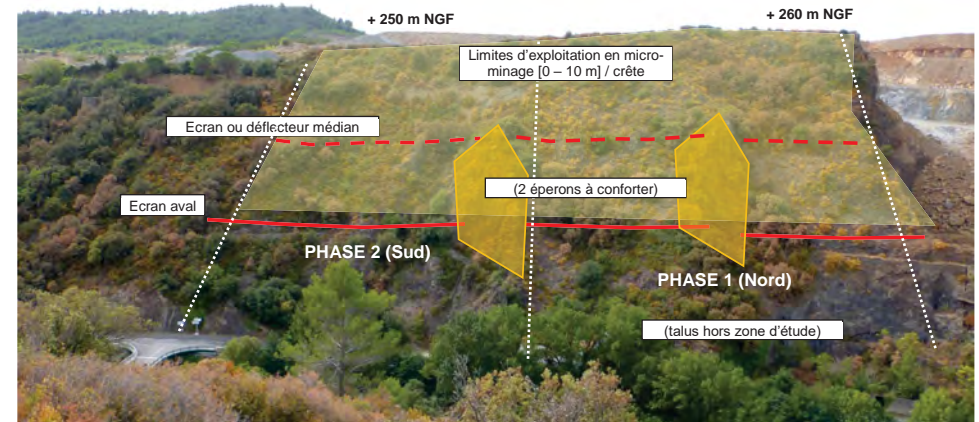 + 250 m NGF
+ 260 m NGF
Limites d'exploitation en micro-
minage [0 – 10 m] / crête
Ecran ou déflecteur médian
(2 éperons à conforter)
Ecran aval
PHASE 2 (Sud)
PHASE 1 (Nord)
(talus hors zone d'étude)